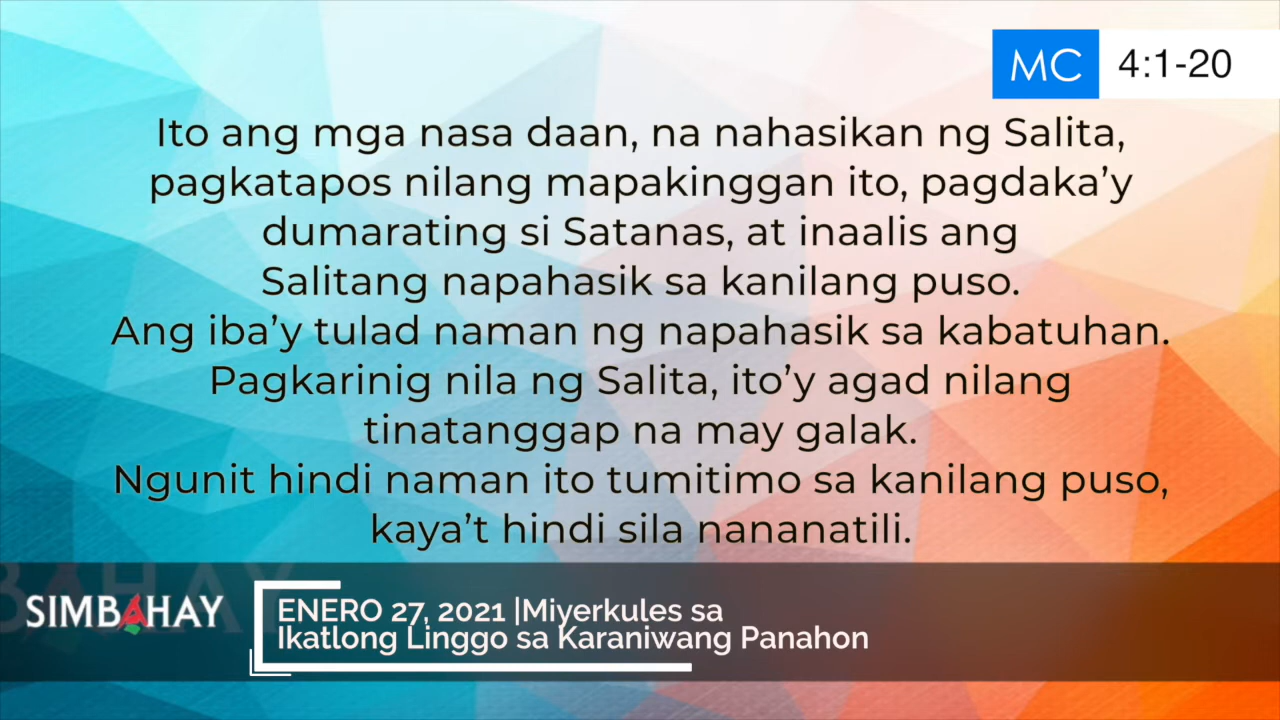 MC 4:1-20
Ito ang mga nasa daan, na nahasikan ng Salita,
pagkatapos nilang mapakinggan ito, pagdaka’y
dumarating si Satanas, at inaalis ang
Salitang napahasik sa kanilang puso.
Ang iba’y tulad naman ng napahasik sa kabatuhan.
Pagkarinig nila ng Salita, ito’y agad nilang
tinatanggap na may galak.
Ngunit hindi naman ito tumitimo sa kanilang puso,
kaya’t hindi sila nananatili.
SIMBAHAY
ENERO 27, 2021 |Miyerkules sa
Ikatlong Linggo sa Karaniwang Panahon